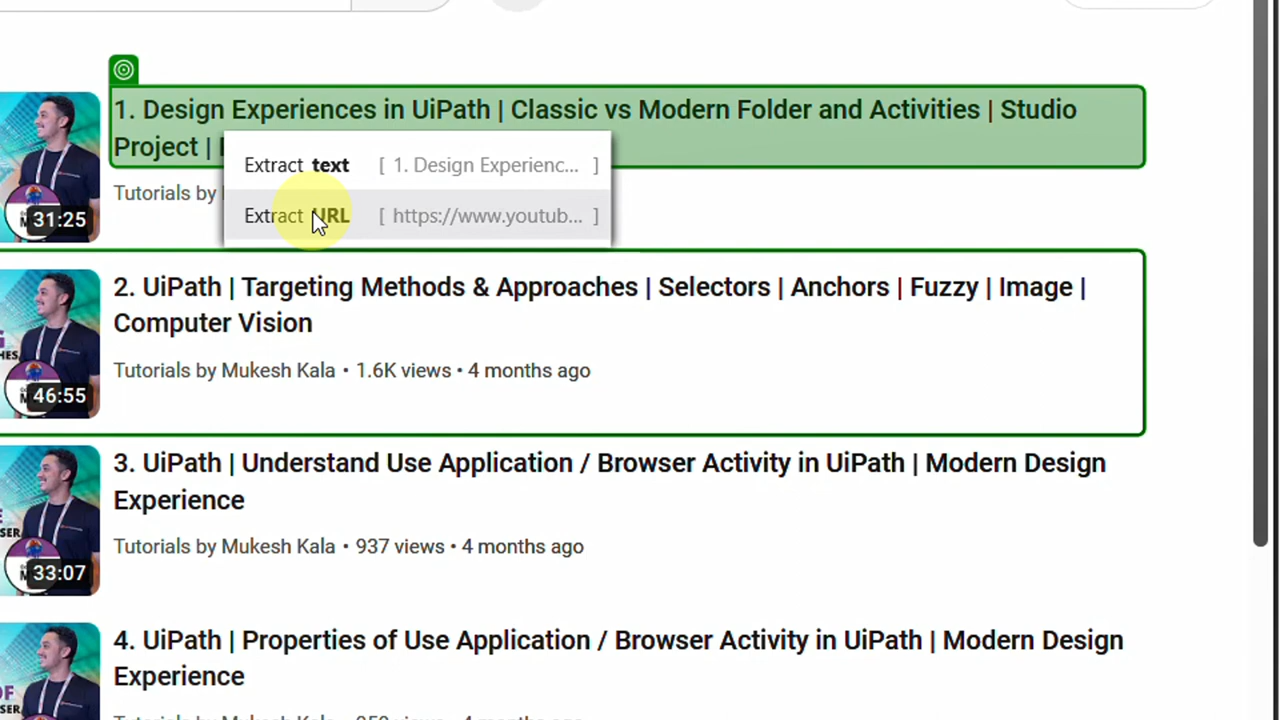 1. Design Experiences in UiPath | Classic vs Modern Folder and Activities | Studio
Project |
Extract text [ 1. Design Experienc... ]
Tutorials by
Extract URL [ https://www.youtub... ]
31:25
2. UiPath | Targeting Methods & Approaches | Selectors | Anchors | Fuzzy | Image |
Computer Vision
Tutorials by Mukesh Kala • 1.6K views • 4 months ago
46:55
3. UiPath | Understand Use Application / Browser Activity in UiPath | Modern Design
Experience
Tutorials by Mukesh Kala • 937 views • 4 months ago
33:07
4. UiPath | Properties of Use Application / Browser Activity in UiPath | Modern Design
Experience